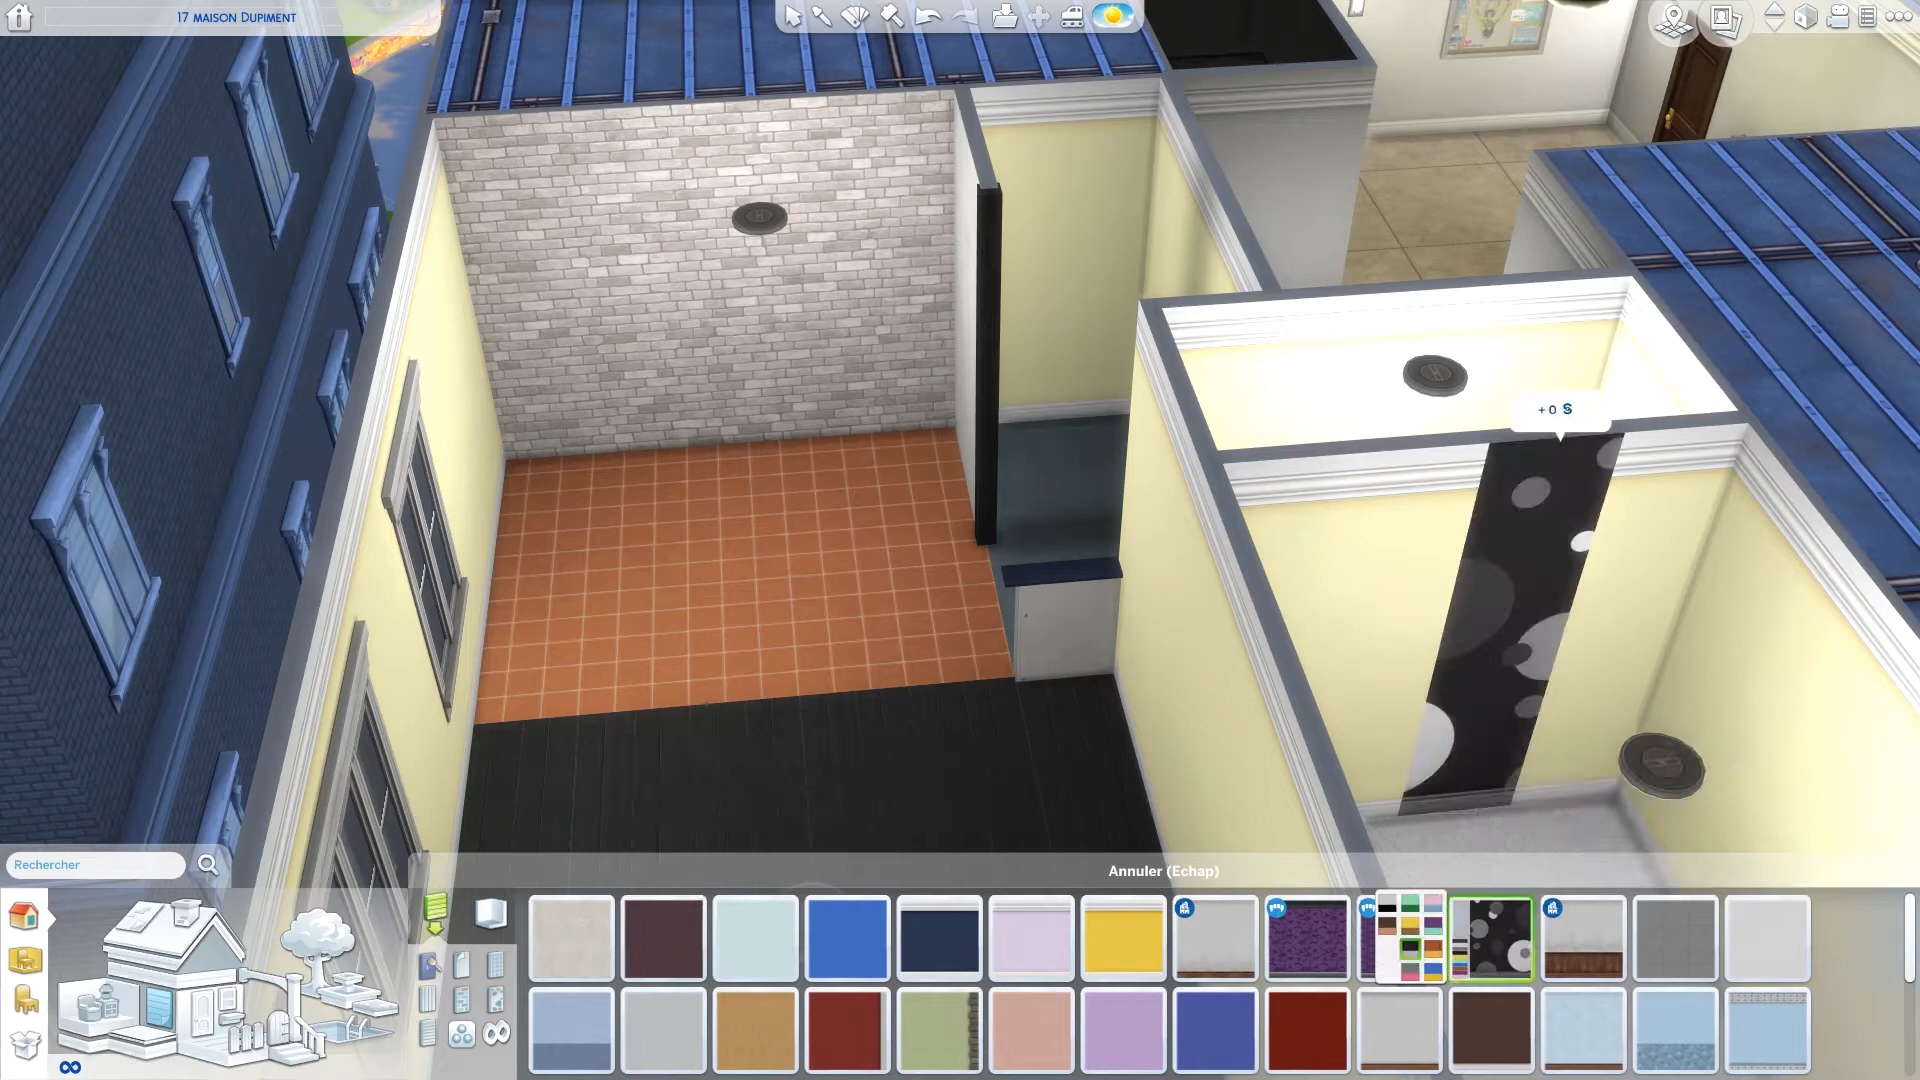 17 maison Dupiment
+0 $
Rechercher
Annuler (Echap)